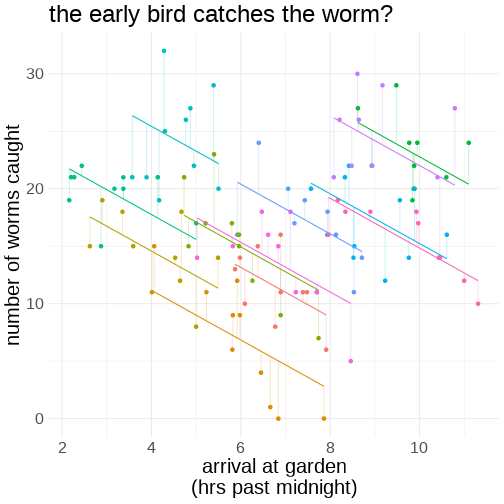 the early bird catches the worm?
number of worms caught
30
20
10
0
2 4 6 8 10
arrival at garden
(hrs past midnight)